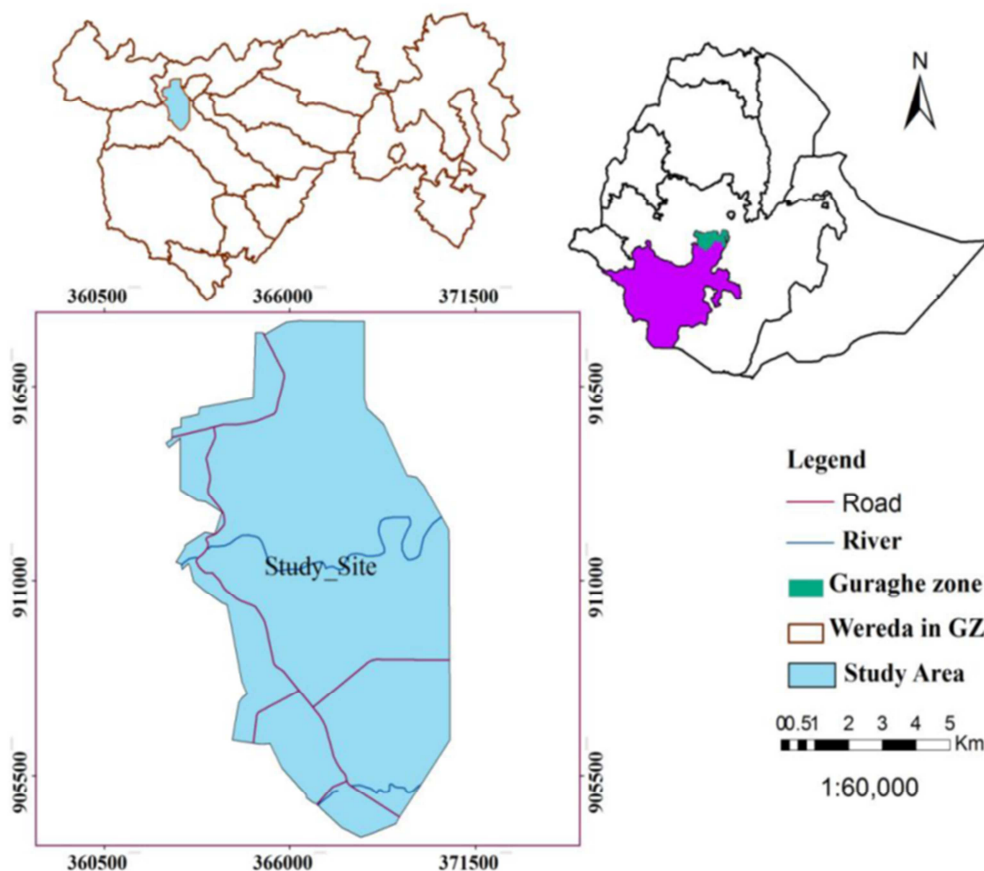 N
360500 366000 371500
916500
911000
905500
Study_Site
916500
911000
905500
360500 366000 371500
Legend
Road
River
Guraghe zone
Wereda in GZ
Study Area
00.51 2 3 4 5
Km
1:60,000